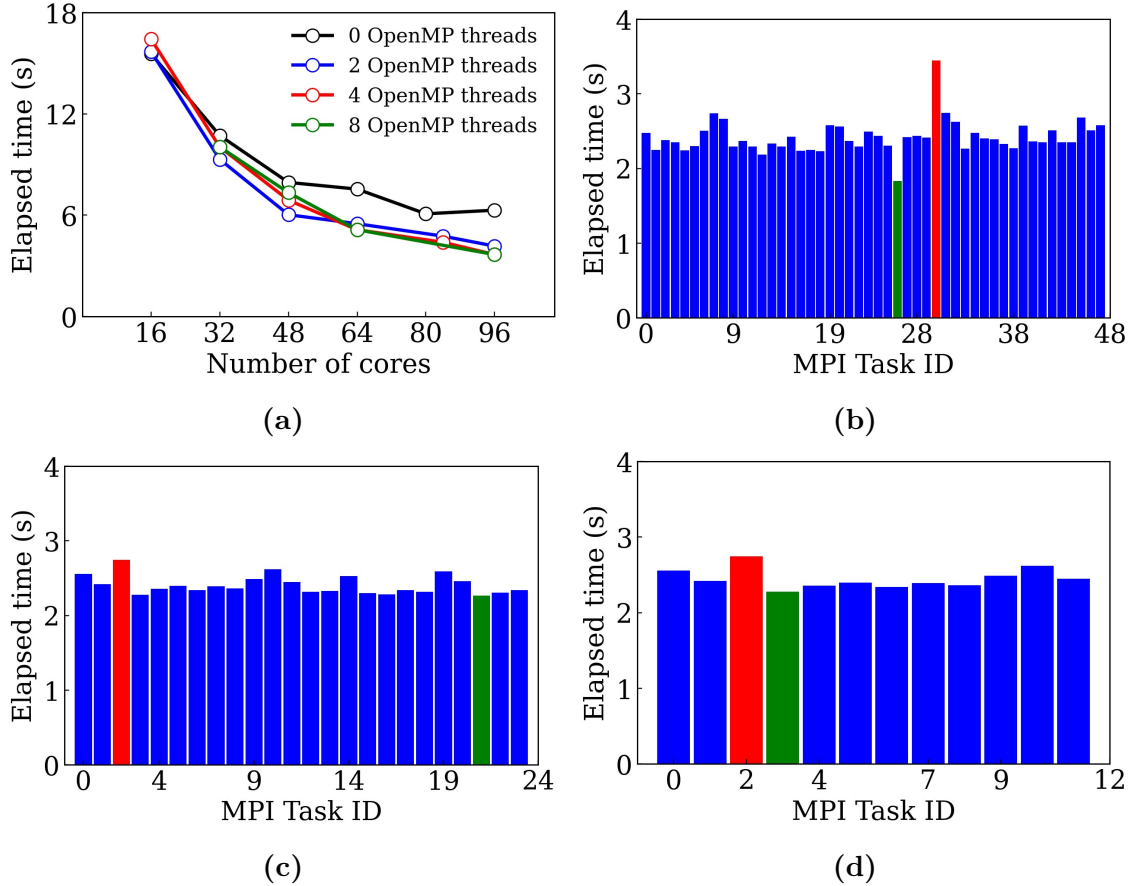 18
12
6
0
Elapsed time (s)
0 OpenMP threads
2 OpenMP threads
4 OpenMP threads
8 OpenMP threads
16 32 48 64 80 96
Number of cores
(a)
4
3
2
1
0
Elapsed time (s)
0 9 19 28 38 48
MPI Task ID
(b)
4
3
2
1
0
Elapsed time (s)
0 4 9 14 19 24
MPI Task ID
(c)
4
3
2
1
0
Elapsed time (s)
0 2 4 7 9 12
MPI Task ID
(d)